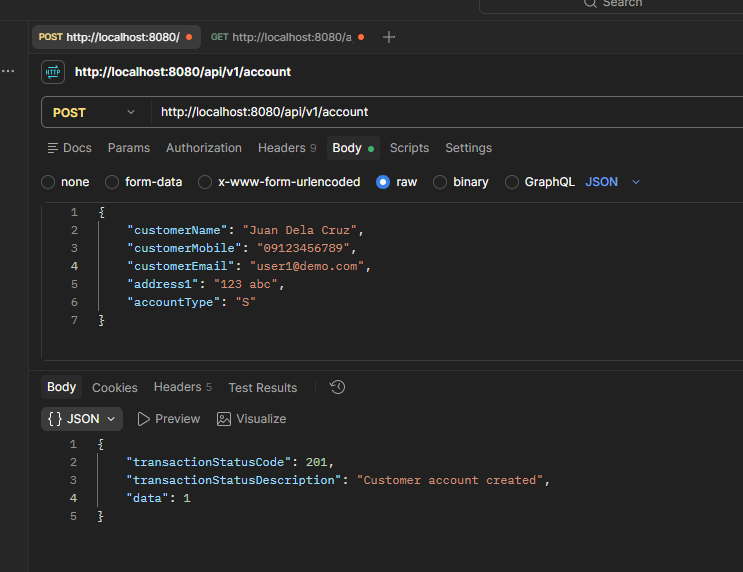 Search
POST http://localhost:8080/ GET http://localhost:8080/a
HTTP http://localhost:8080/api/v1/account
POST http://localhost:8080/api/v1/account
Docs Params Authorization Headers 9 Body Scripts Settings
none form-data x-www-form-urlencoded raw binary GraphQL JSON
1 {
2 "customerName": "Juan Dela Cruz",
3 "customerMobile": "09123456789",
4 "customerEmail": "user1@demo.com",
5 "address1": "123 abc",
6 "accountType": "S"
7 }
Body Cookies Headers 5 Test Results
{} JSON Preview Visualize
1 {
2 "transactionStatusCode": 201,
3 "transactionStatusDescription": "Customer account created",
4 "data": 1
5 }